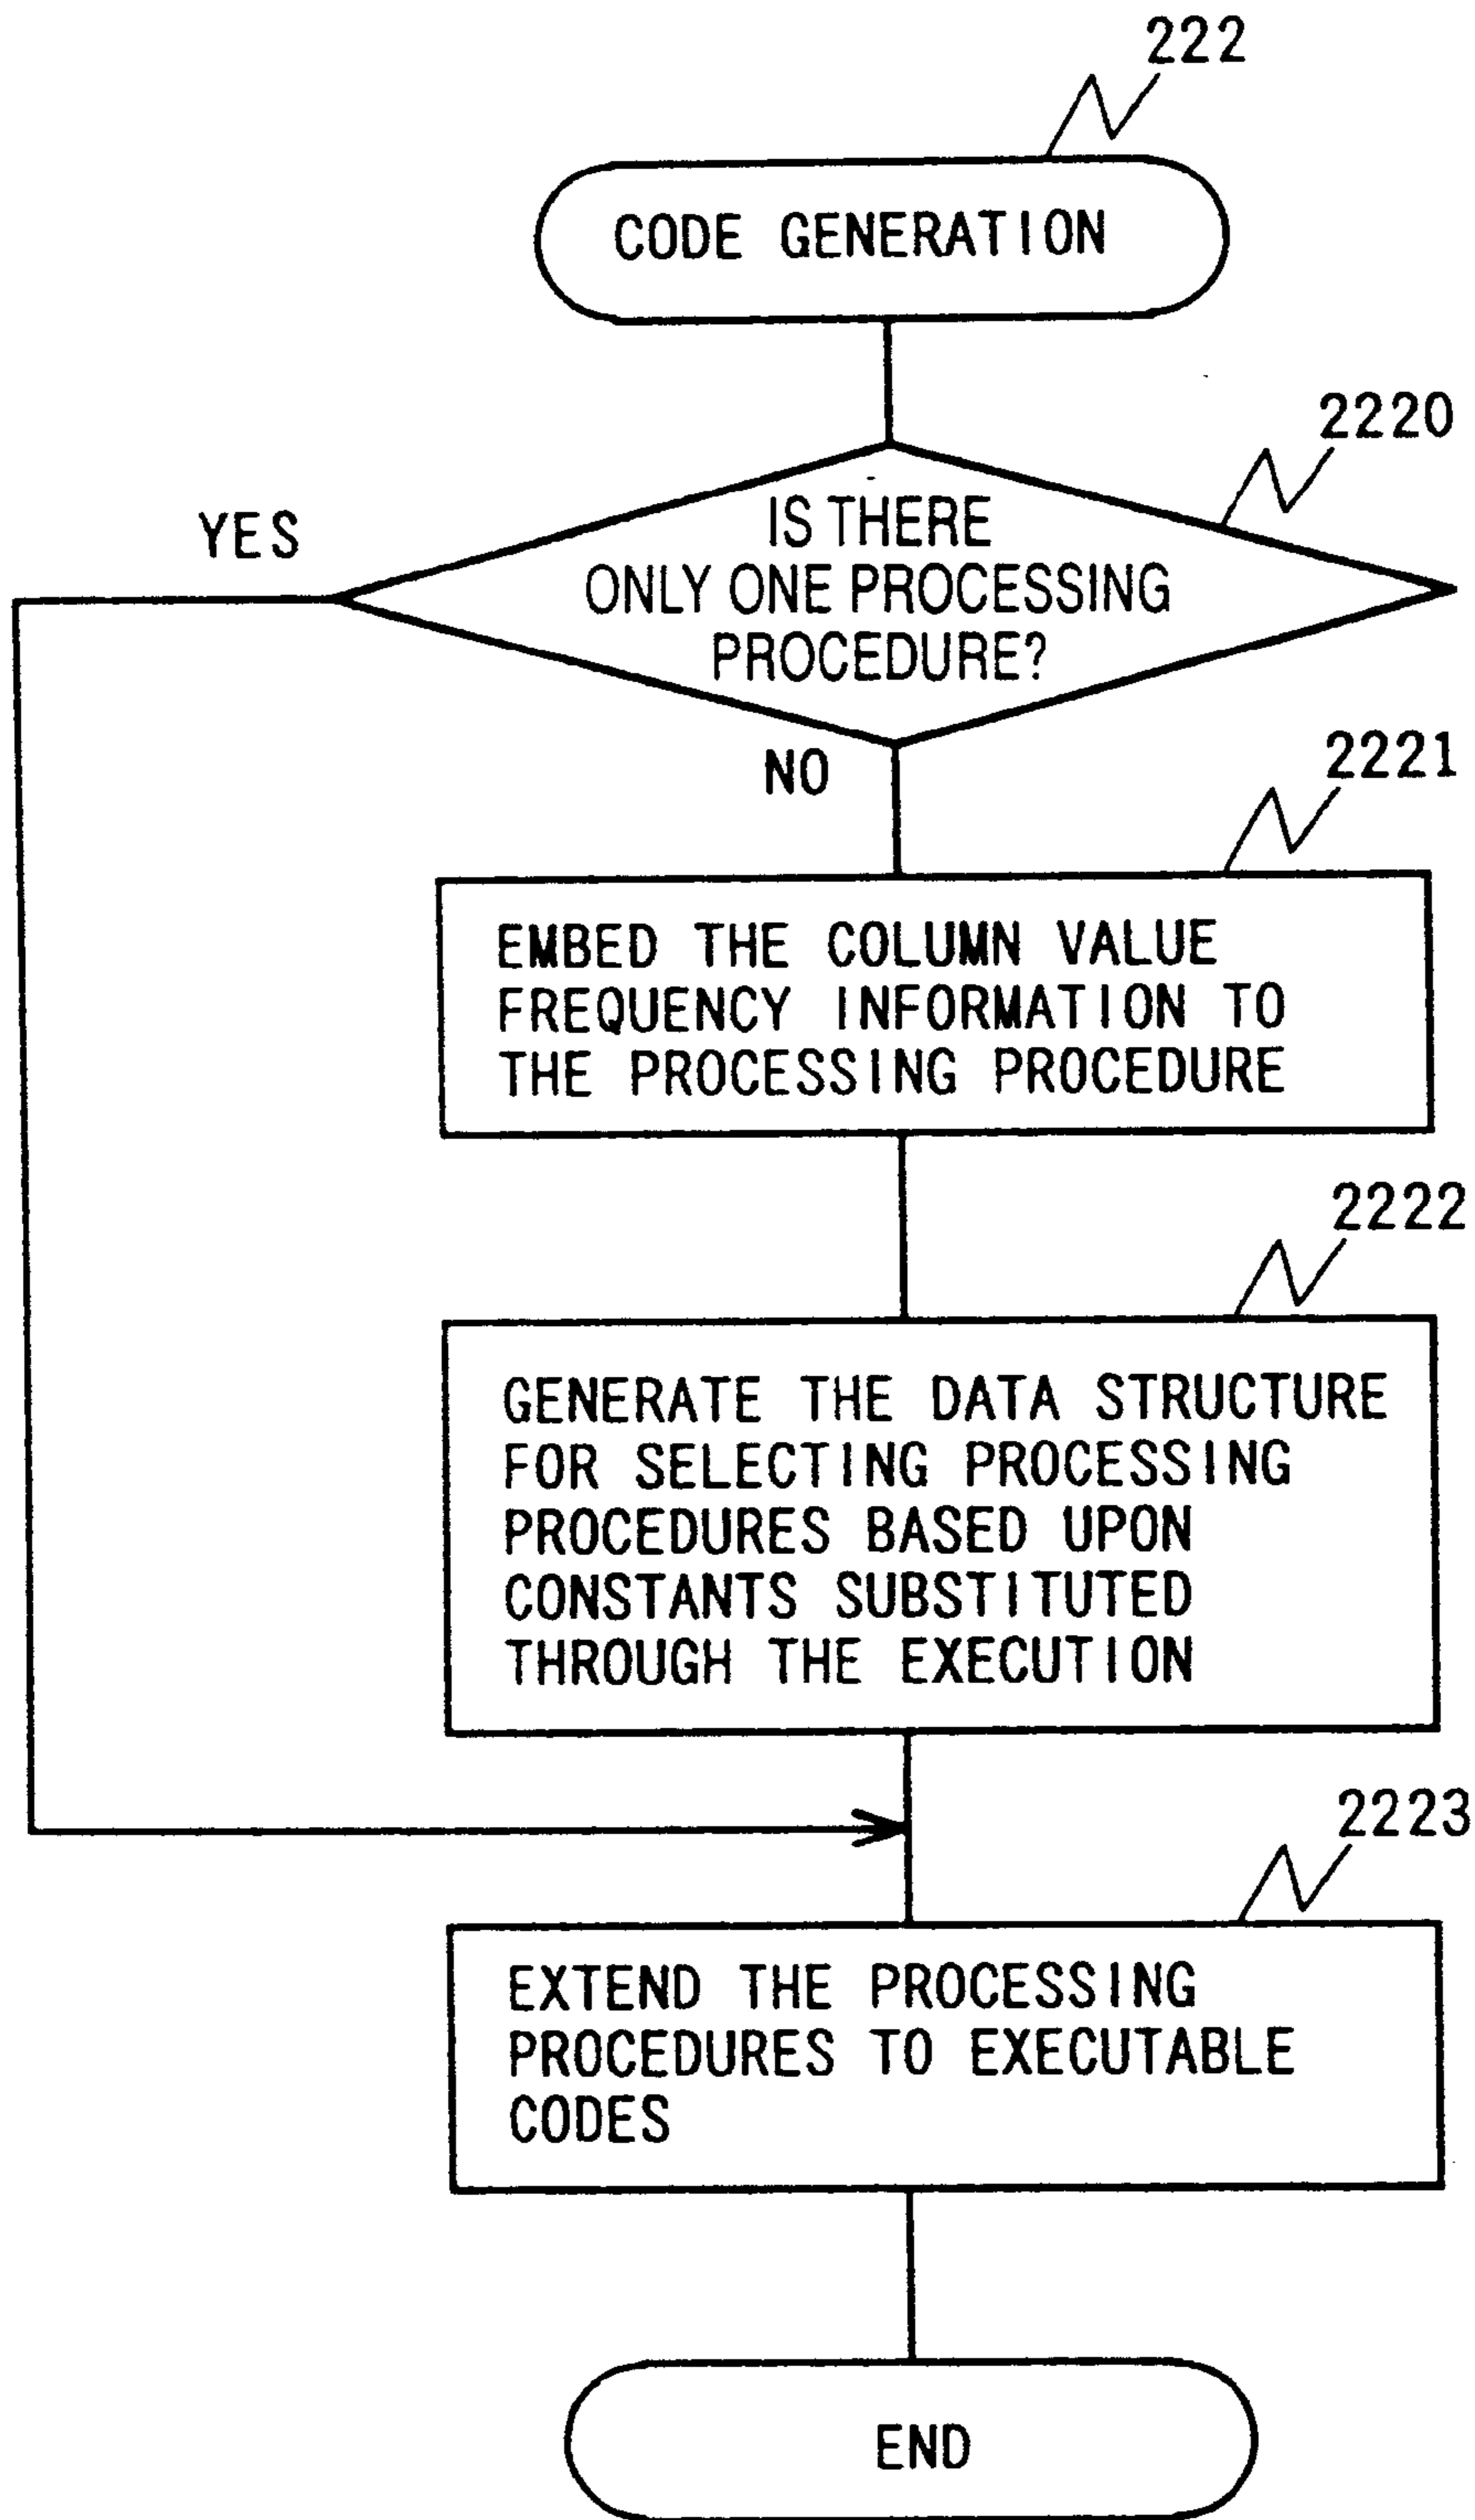 222
CODE GENERATION
2220
YES
IS THERE
ONLY ONE PROCESSING
PROCEDURE?
NO
2221
EMBED THE COLUMN VALUE
FREQUENCY INFORMATION TO
THE PROCESSING PROCEDURE
2222
GENERATE THE DATA STRUCTURE
FOR SELECTING PROCESSING
PROCEDURES BASED UPON
CONSTANTS SUBSTITUTED
THROUGH THE EXECUTION
2223
EXTEND THE PROCESSING
PROCEDURES TO EXECUTABLE
CODES
END